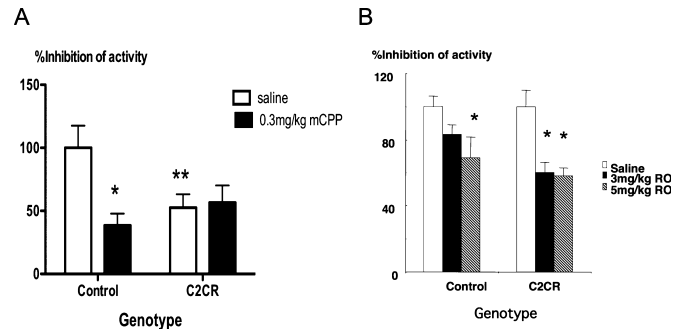 A
%Inhibition of activity
150
100
50
0
*
**
Control
C2CR
Genotype
saline
0.3mg/kg mCPP
B
%Inhibition of activity
120
80
40
0
*
* *
Control
C2CR
Genotype
Saline
3mg/kg RO
5mg/kg RO